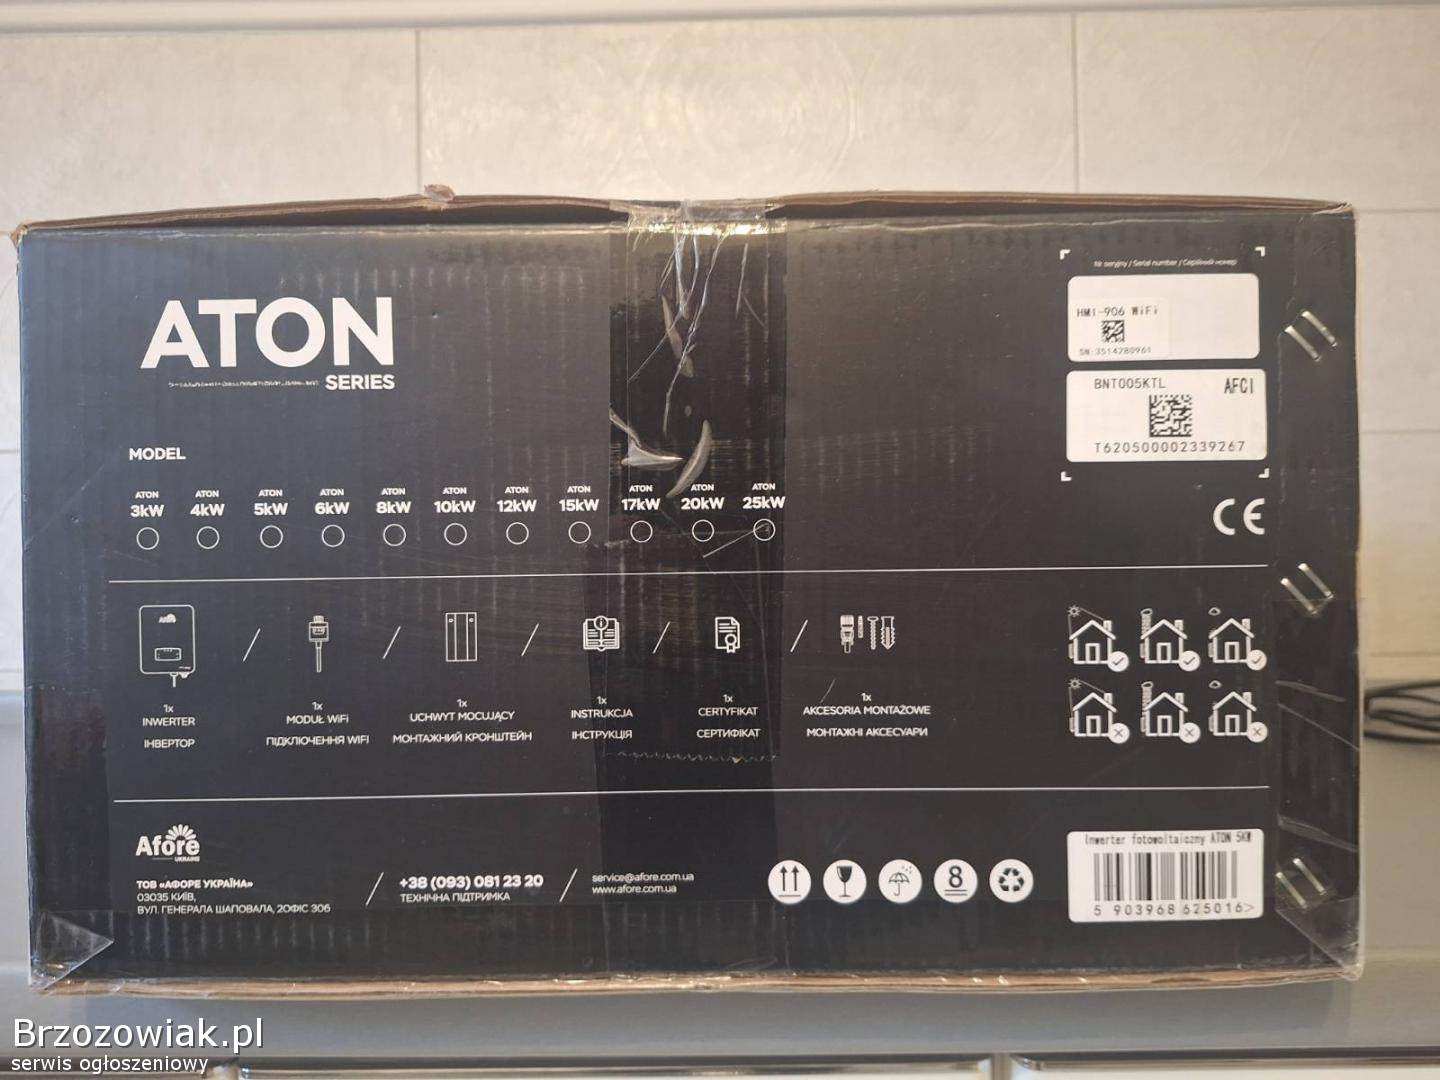 ATON
SERIES
Nr seryjny / Serial number / Серійний номер
HMI-906 WiFi
SN:3514280961
BNT005KTL AFCI
T620500002339267
CE
MODEL
ATON ATON ATON ATON ATON ATON ATON ATON ATON ATON ATON
3kW 4kW 5kW 6kW 8kW 10kW 12kW 15kW 17kW 20kW 25kW
1x
INWERTER
ІНВЕРТОР
1x
MODUŁ WiFi
ПІДКЛЮЧЕННЯ WIFI
1x
UCHWYT MOCUJĄCY
МОНТАЖНИЙ КРОНШТЕЙН
1x
INSTRUKCJA
ІНСТРУКЦІЯ
1x
CERTYFIKAT
СЕРТИФІКАТ
1x
AKCESORIA MONTAŻOWE
МОНТАЖНІ АКСЕСУАРИ
Afore
UKRAINE
ТОВ «АФОРЕ УКРАЇНА»
03035 КИЇВ,
ВУЛ. ГЕНЕРАЛА ШАПОВАЛА, 2ОФІС 306
+38 (093) 081 23 20
ТЕХНІЧНА ПІДТРИМКА
service@afore.com.ua
www.afore.com.ua
8
Inwerter fotowoltaiczny ATON 5KW
5 903968 625016>
Brzozowiak.pl
serwis ogłoszeniowy